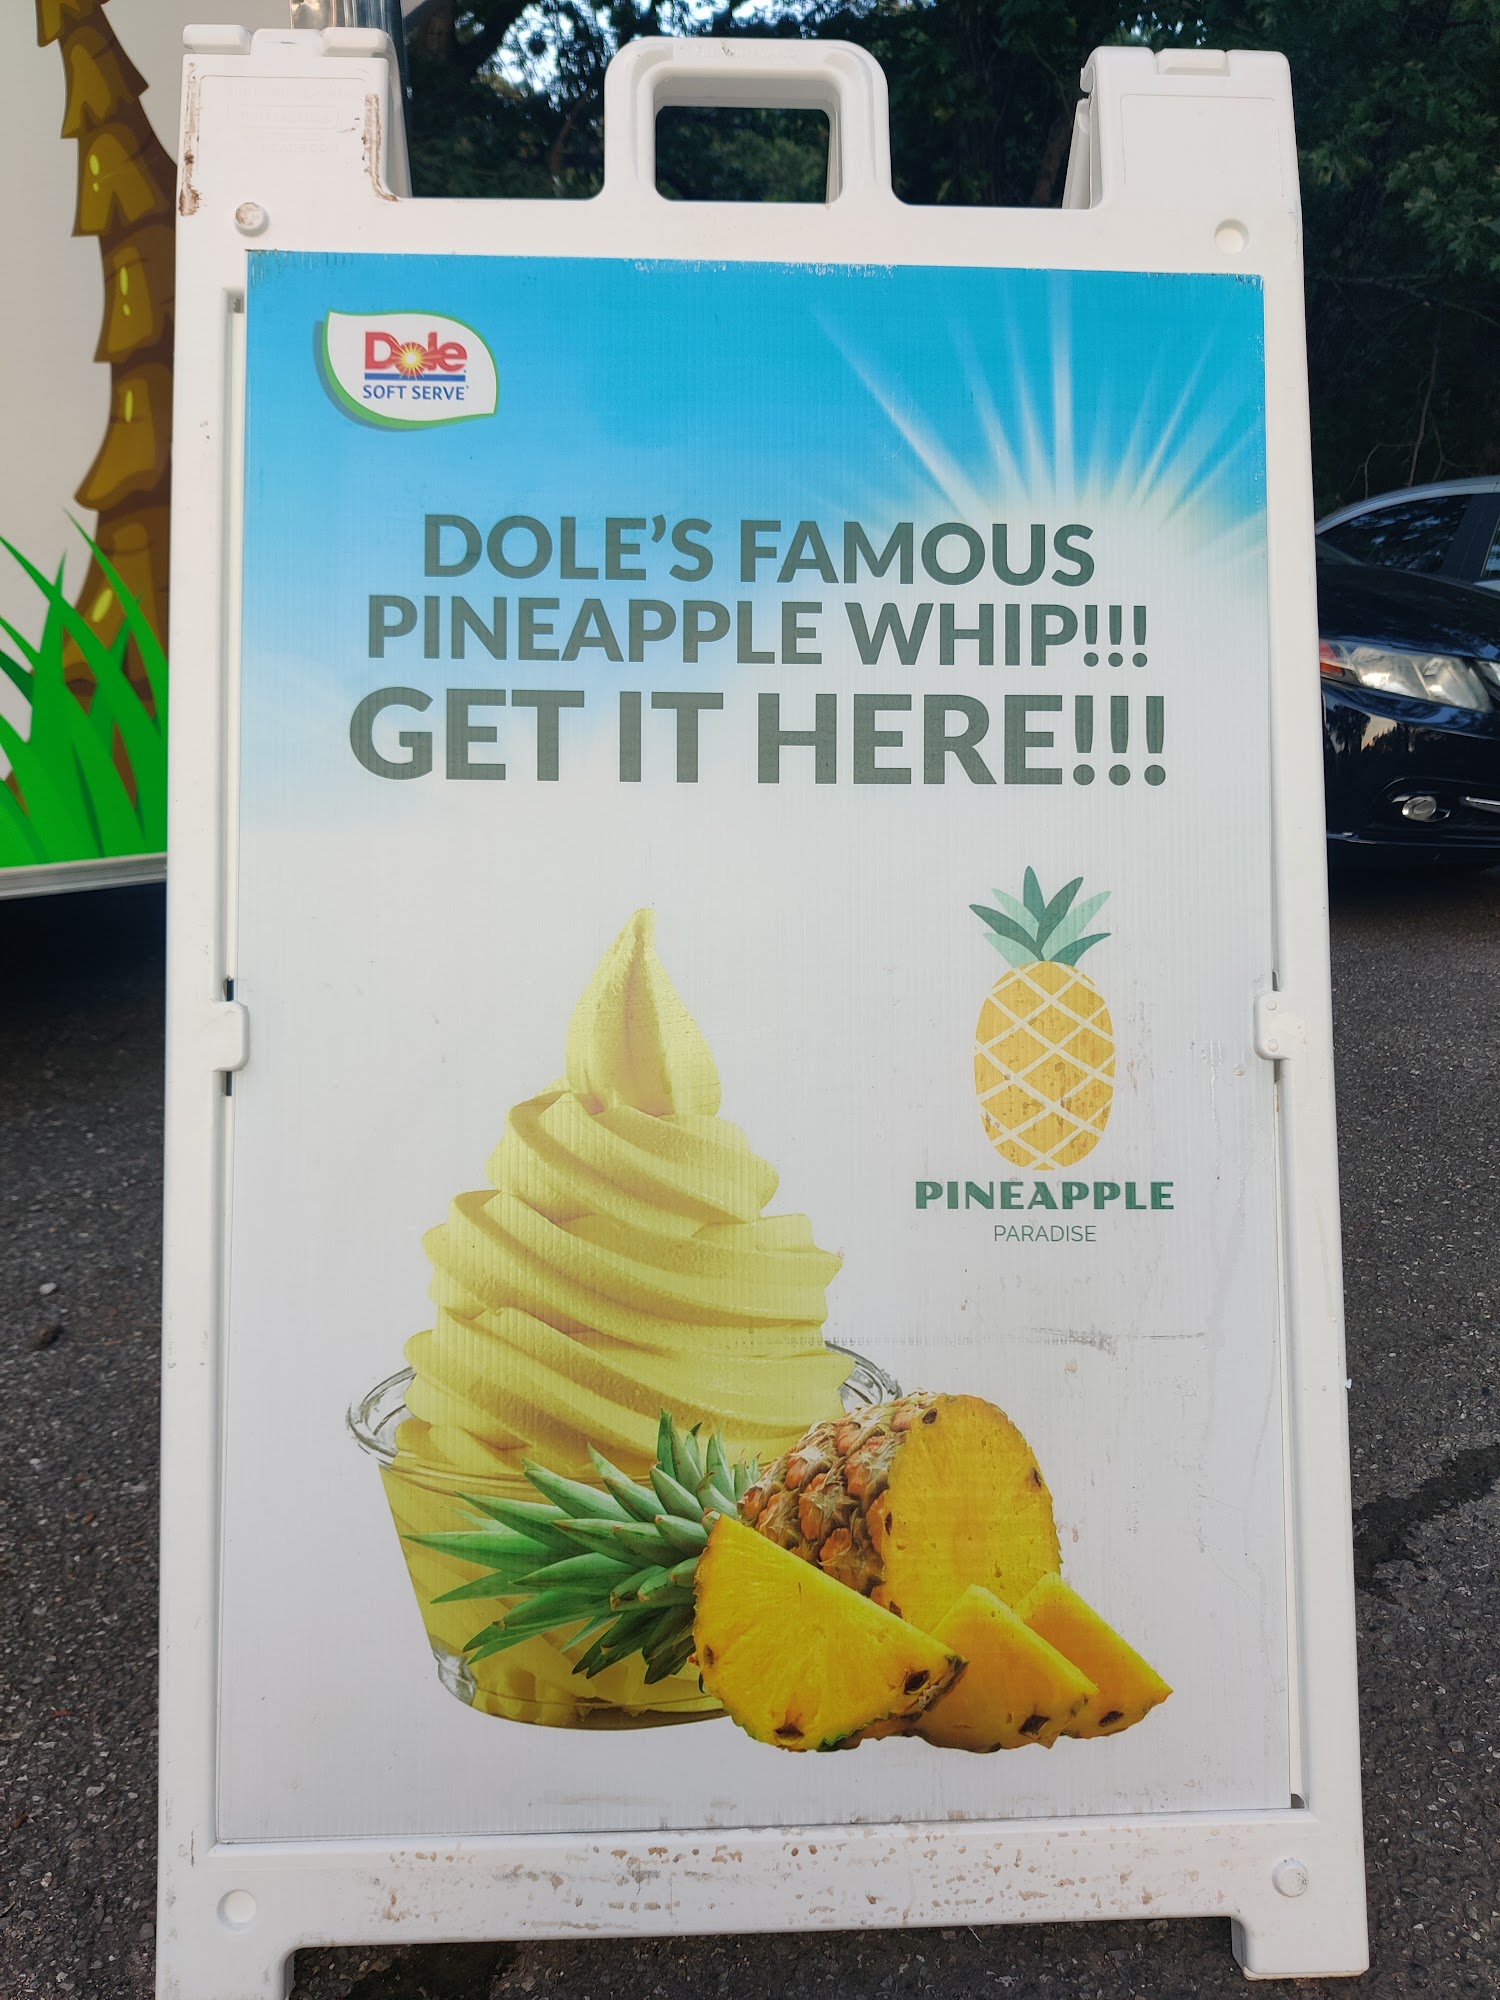 Dole
SOFT SERVE
DOLE'S FAMOUS
PINEAPPLE WHIP!!!
GET IT HERE!!!
PINEAPPLE
PARADISE